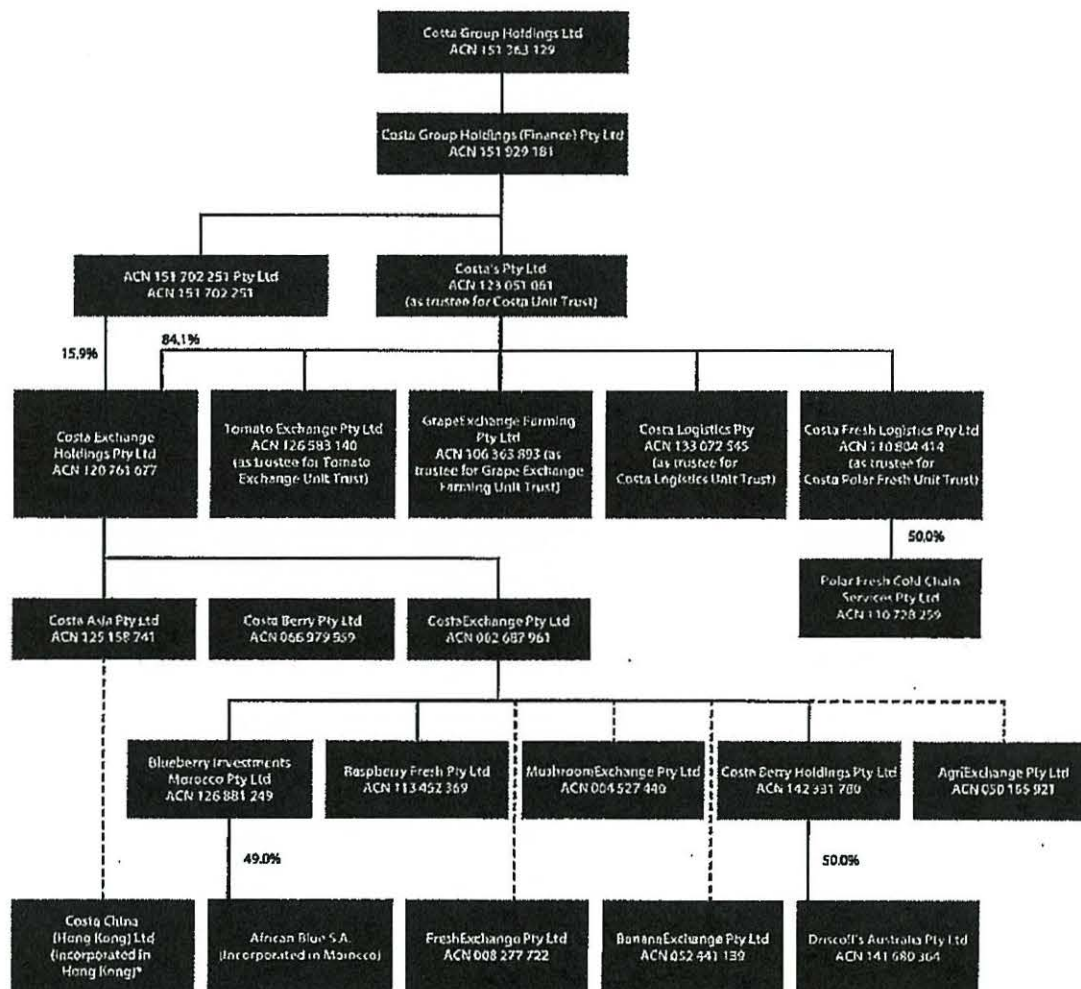 Costa Group Holdings Ltd
ACN 151 363 129
Costa Group Holdings (Finance) Pty Ltd
ACN 151 929 181
ACN 151 702 251 Pty Ltd
ACN 151 702 251
Costa's Pty Ltd
ACN 123 051 061
(as trustee for Costa Unit Trust)
15.9%
84.1%
Costa Exchange
Holdings Pty Ltd
ACN 120 761 077
Tomato Exchange Pty Ltd
ACN 126 583 140
(as trustee for Tomato
Exchange Unit Trust)
GrapeExchange Farming
Pty Ltd
ACN 106 363 893 (as
trustee for Grape Exchange
Farming Unit Trust)
Costa Logistics Pty
ACN 133 072 545
(as trustee for
Costa Logistics Unit Trust)
Costa Fresh Logistics Pty Ltd
ACN 110 804 414
(as trustee for
Costa Polar Fresh Unit Trust)
50.0%
Polar Fresh Cold Chain
Services Pty Ltd
ACN 110 728 259
Costa Asia Pty Ltd
ACN 125 158 741
Costa Berry Pty Ltd
ACN 066 979 959
CostaExchange Pty Ltd
ACN 002 687 961
Blueberry Investments
Morocco Pty Ltd
ACN 126 881 249
Raspberry Fresh Pty Ltd
ACN 113 452 369
MushroomExchange Pty Ltd
ACN 004 527 440
Costa Berry Holdings Pty Ltd
ACN 142 331 780
AgriExchange Pty Ltd
ACN 050 165 921
49.0%
50.0%
Costa China
(Hong Kong) Ltd
(incorporated in
Hong Kong)*
African Blue S.A.
(Incorporated in Morocco)
FreshExchange Pty Ltd
ACN 008 277 722
BananaExchange Pty Ltd
ACN 052 441 139
Driscoll's Australia Pty Ltd
ACN 141 680 364